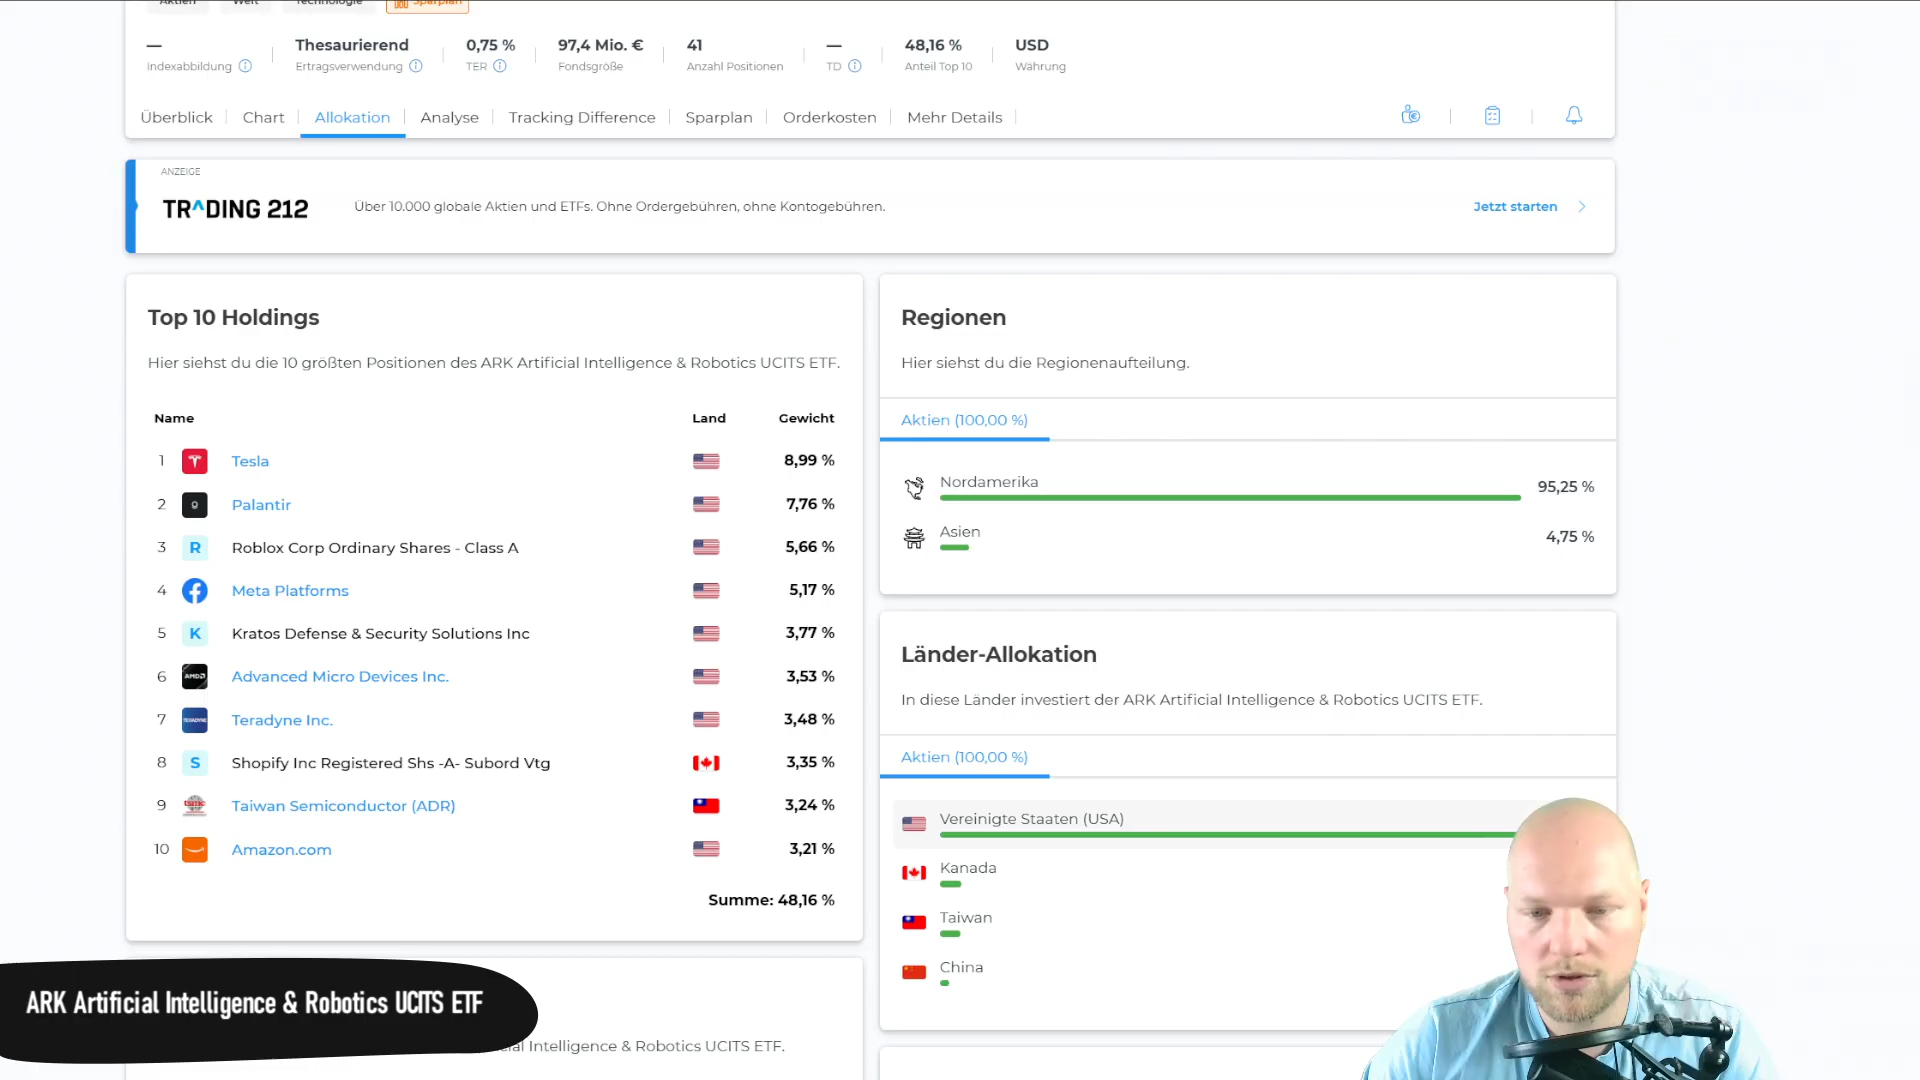 Aktien Welt Technologie Sparplan
— Thesaurierend 0,75 % 97,4 Mio. € 41 — 48,16 % USD
Indexabbildung Ertragsverwendung TER Fondsgröße Anzahl Positionen TD Anteil Top 10 Währung
Überblick Chart Allokation Analyse Tracking Difference Sparplan Orderkosten Mehr Details
ANZEIGE
TRADING 212 Über 10.000 globale Aktien und ETFs. Ohne Ordergebühren, ohne Kontogebühren. Jetzt starten
Top 10 Holdings
Hier siehst du die 10 größten Positionen des ARK Artificial Intelligence & Robotics UCITS ETF.
Name Land Gewicht
1 Tesla 8,99 %
2 Palantir 7,76 %
3 R Roblox Corp Ordinary Shares - Class A 5,66 %
4 Meta Platforms 5,17 %
5 K Kratos Defense & Security Solutions Inc 3,77 %
6 AMD Advanced Micro Devices Inc. 3,53 %
7 TERADYNE Teradyne Inc. 3,48 %
8 S Shopify Inc Registered Shs -A- Subord Vtg 3,35 %
9 tsmc Taiwan Semiconductor (ADR) 3,24 %
10 Amazon.com 3,21 %
Summe: 48,16 %
Regionen
Hier siehst du die Regionenaufteilung.
Aktien (100,00 %)
Nordamerika 95,25 %
Asien 4,75 %
Länder-Allokation
In diese Länder investiert der ARK Artificial Intelligence & Robotics UCITS ETF.
Aktien (100,00 %)
Vereinigte Staaten (USA)
Kanada
Taiwan
China
ARK Artificial Intelligence & Robotics UCITS ETF
Intelligence & Robotics UCITS ETF.